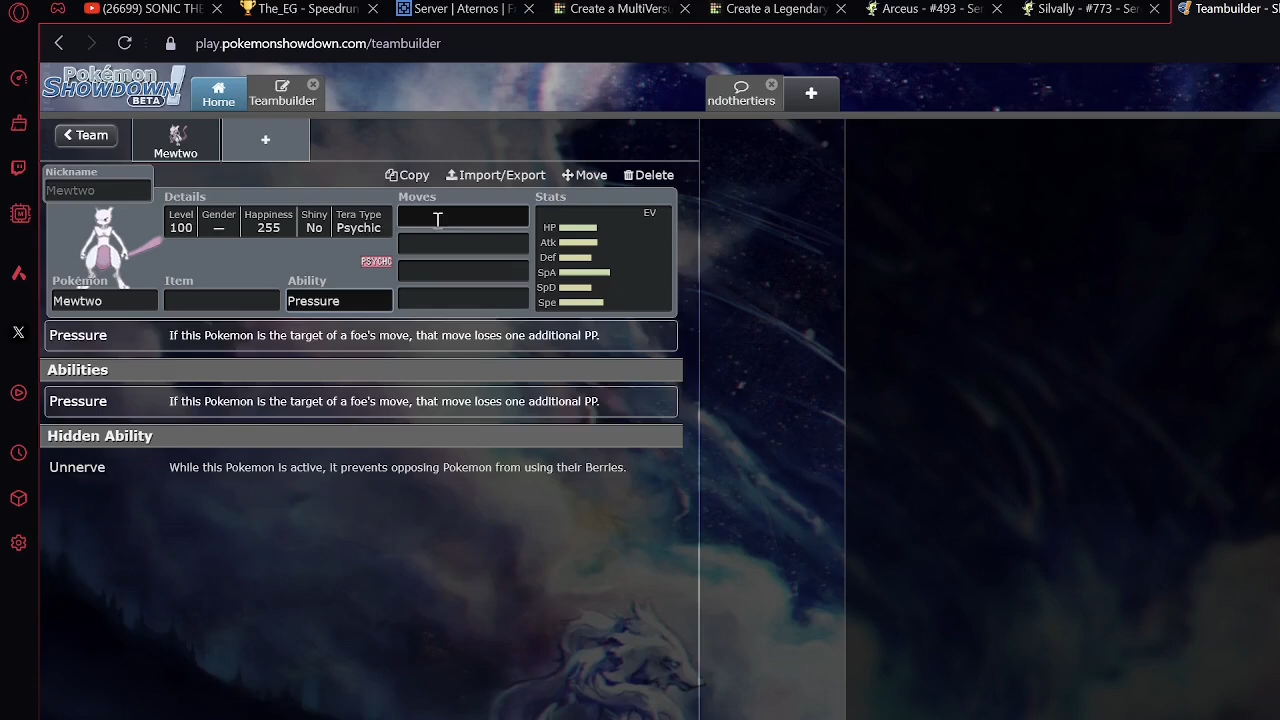 (26699) SONIC THE
The_EG - Speedrun
Server | Aternos | Fr
Create a MultiVersu
Create a Legendary
Arceus - #493 - Ser
Silvally - #773 - Ser
Teambuilder - S
play.pokemonshowdown.com/teambuilder
Pokémon
SHOWDOWN!
BETA
Home
Teambuilder
ndothertiers
+
< Team
Mewtwo
+
Nickname
Mewtwo
Copy Import/Export Move Delete
Details
Moves
Stats
Level Gender Happiness Shiny Tera Type
100 — 255 No Psychic
EV
HP
Atk
Def
SpA
SpD
Spe
PSYCHC
Pokémon Item Ability
Mewtwo Pressure
Pressure If this Pokemon is the target of a foe's move, that move loses one additional PP.
Abilities
Pressure If this Pokemon is the target of a foe's move, that move loses one additional PP.
Hidden Ability
Unnerve While this Pokemon is active, it prevents opposing Pokemon from using their Berries.